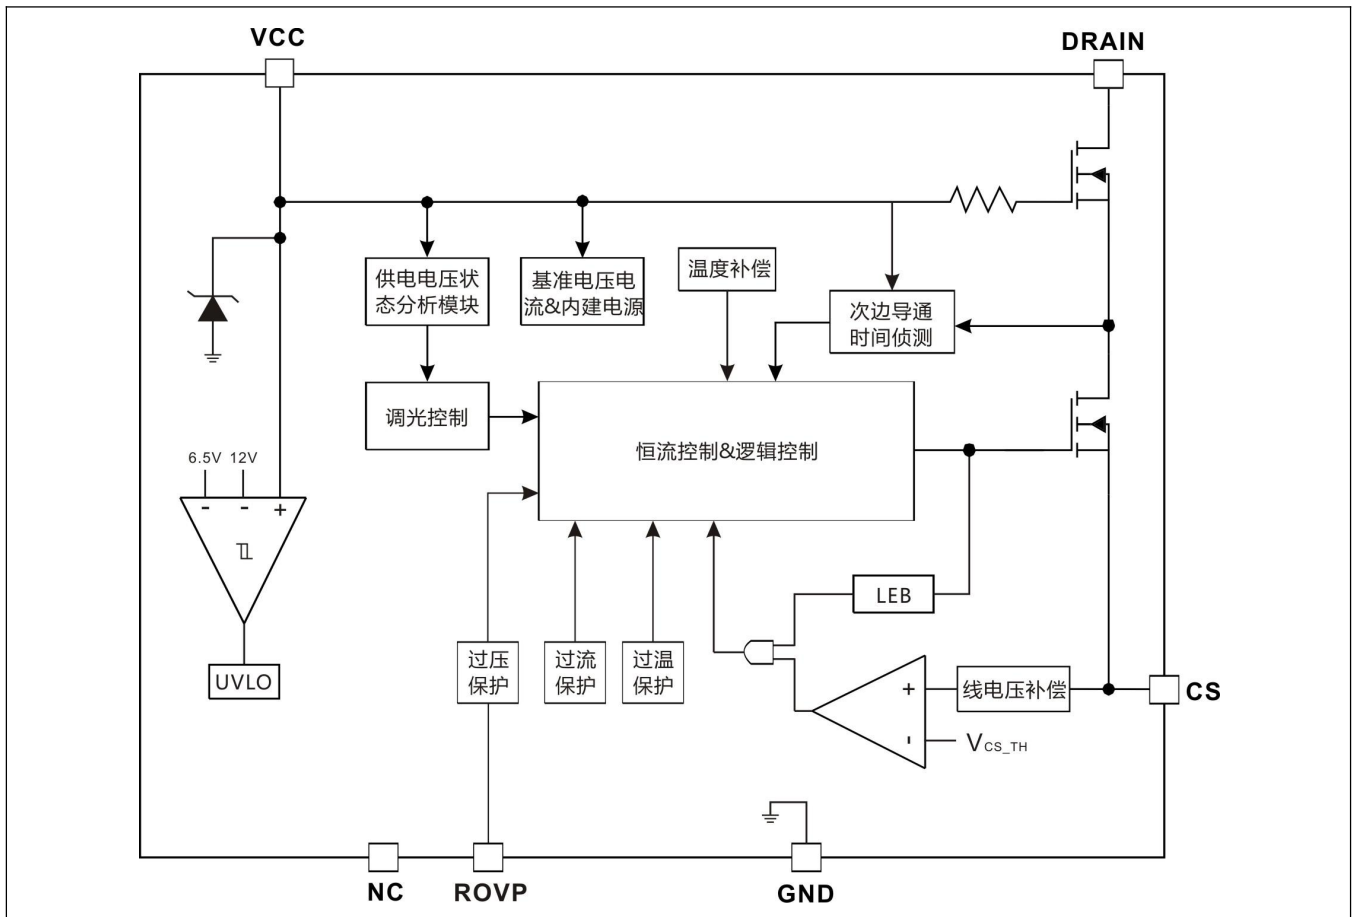 VCC
DRAIN
供电电压状
态分析模块
基准电压电
流&内建电源
温度补偿
次边导通
时间侦测
调光控制
恒流控制&逻辑控制
6.5V 12V
- - +
UVLO
LEB
过压
保护
过流
保护
过温
保护
+
线电压补偿
CS
-
VCS_TH
NC
ROVP
GND